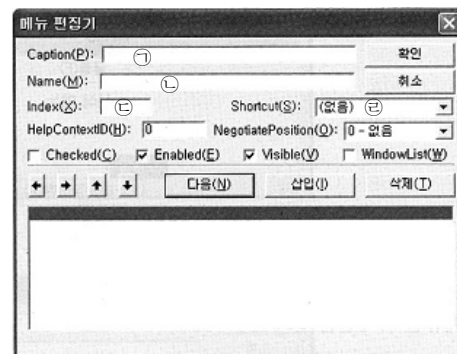 메뉴 편집기
Caption(P): ㉠ 확인
Name(M): ㉡ 취소
Index(X): ㉢ Shortcut(S): (없음) ㉣
HelpContextID(H): 0 NegotiatePosition(O): 0 - 없음
Checked(C) Enabled(E) Visible(V) WindowList(W)
다음(N) 삽입(I) 삭제(T)